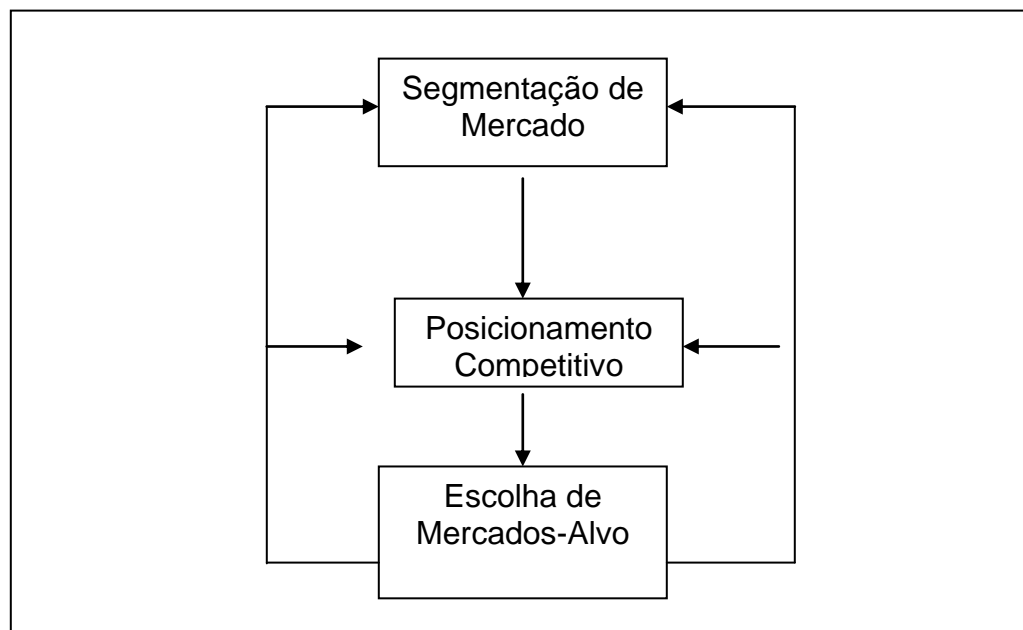 Segmentação de
Mercado
Posicionamento
Competitivo
Escolha de
Mercados-Alvo